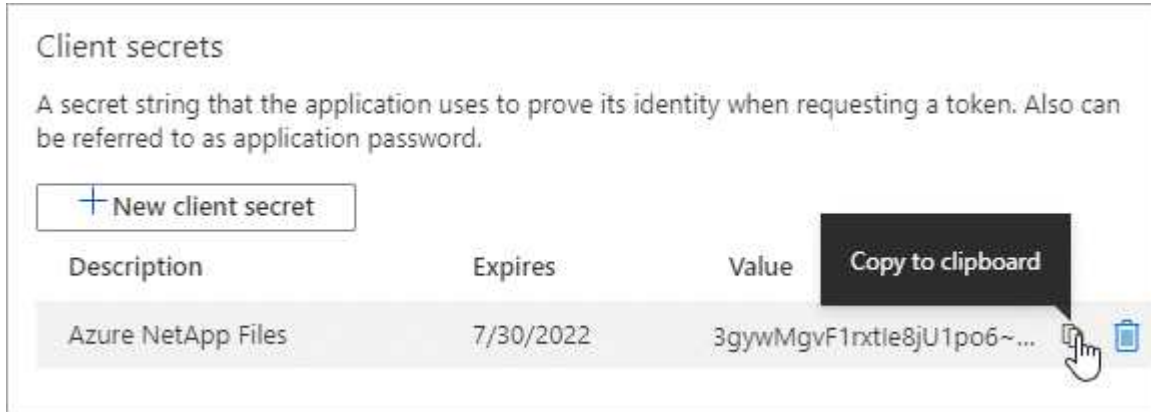 Client secrets
A secret string that the application uses to prove its identity when requesting a token. Also can
be referred to as application password.
New client secret
Copy to clipboard
Description Expires Value
Azure NetApp Files 7/30/2022 3gywMgvF1rxtIe8jU1po6~...